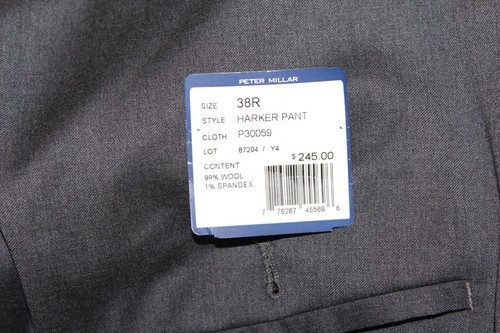 PETER MILLAR
SIZE 38R
STYLE HARKER PANT
CLOTH P30059
LOT 87204 / Y4
$245.00
CONTENT
99% WOOL
1% SPANDEX
7 76287 45569 6